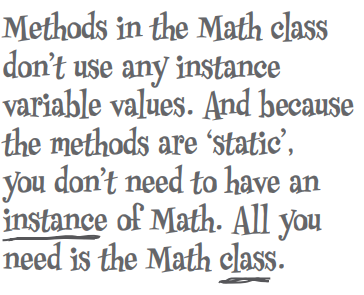 Methods in the Math class
don't use any instance
variable values. And because
the methods are 'static',
you don't need to have an
instance of Math. All you
need is the Math class.